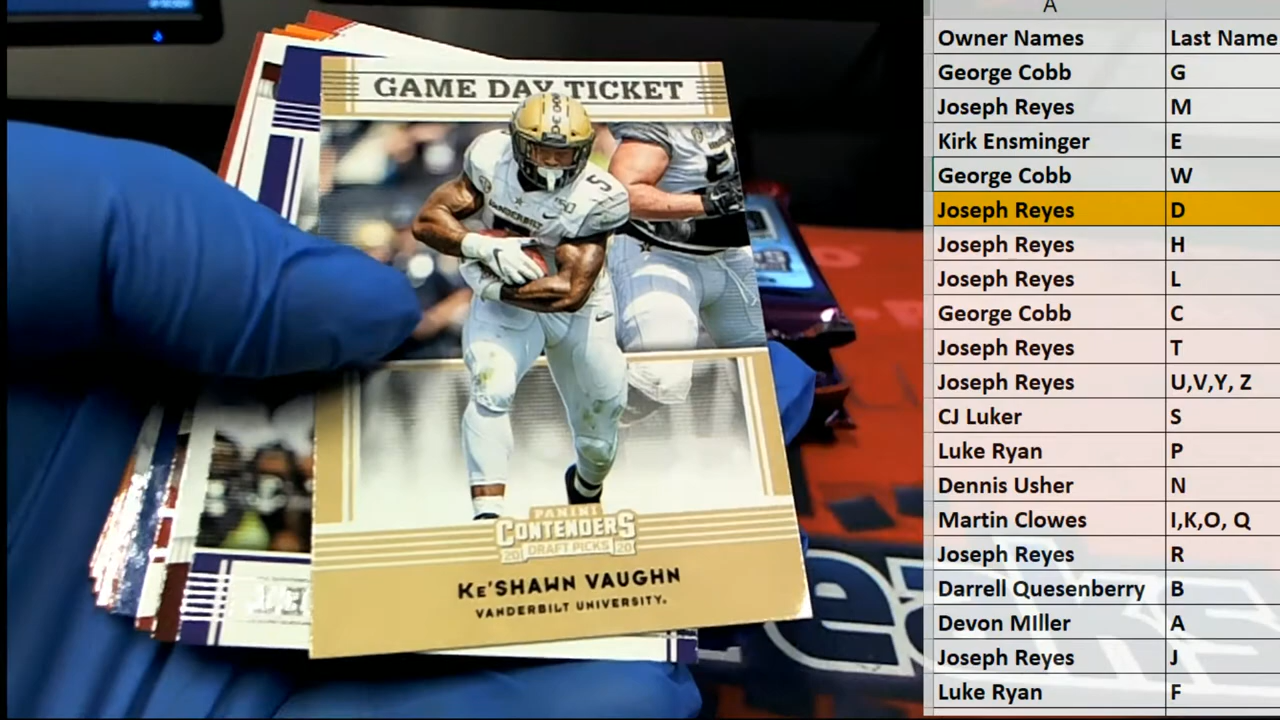 GAME DAY TICKET
VANDERBILT
5
PANINI
CONTENDERS
20 DRAFT PICKS 20
KE'SHAWN VAUGHN
VANDERBILT UNIVERSITY.
A
Owner Names Last Name
George Cobb G
Joseph Reyes M
Kirk Ensminger E
George Cobb W
Joseph Reyes D
Joseph Reyes H
Joseph Reyes L
George Cobb C
Joseph Reyes T
Joseph Reyes U,V,Y, Z
CJ Luker S
Luke Ryan P
Dennis Usher N
Martin Clowes I,K,O, Q
Joseph Reyes R
Darrell Quesenberry B
Devon MIller A
Joseph Reyes J
Luke Ryan F